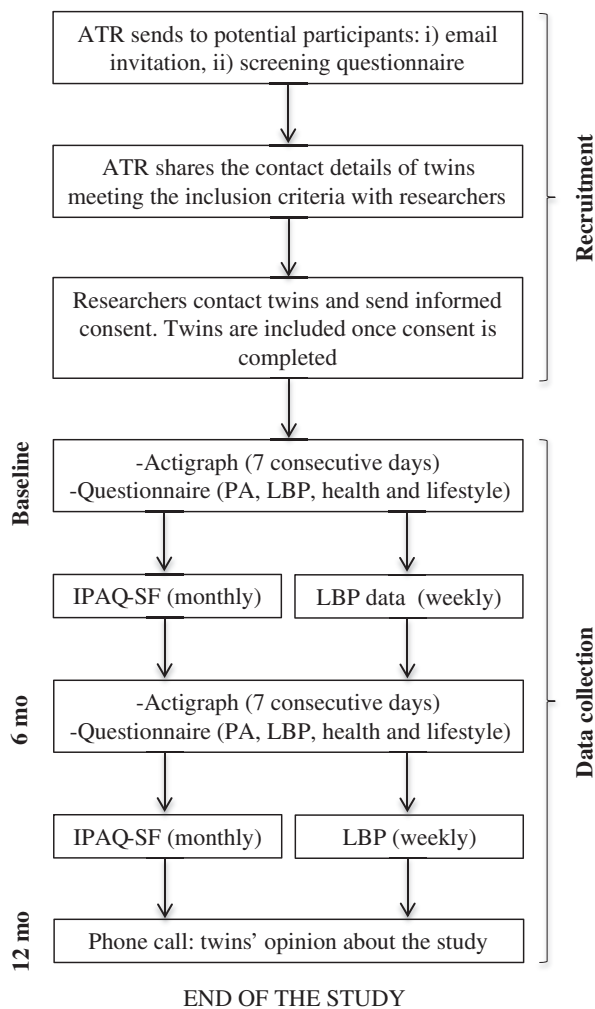 ATR sends to potential participants: i) email
invitation, ii) screening questionnaire
ATR shares the contact details of twins
meeting the inclusion criteria with researchers
Researchers contact twins and send informed
consent. Twins are included once consent is
completed
Recruitment
Baseline
-Actigraph (7 consecutive days)
-Questionnaire (PA, LBP, health and lifestyle)
IPAQ-SF (monthly)
LBP data (weekly)
6 mo
-Actigraph (7 consecutive days)
-Questionnaire (PA, LBP, health and lifestyle)
Data collection
IPAQ-SF (monthly)
LBP (weekly)
12 mo
Phone call: twins' opinion about the study
END OF THE STUDY